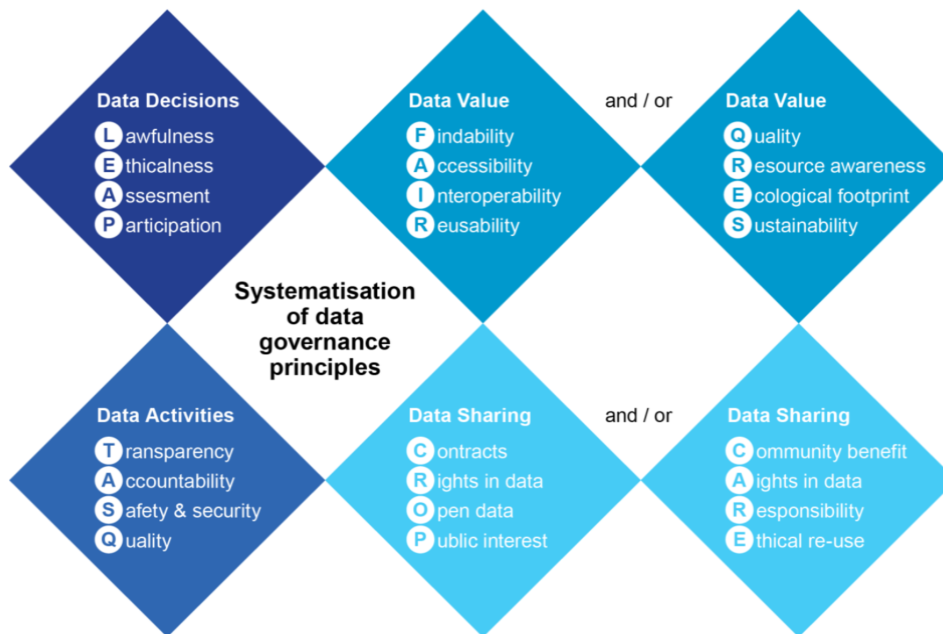 Data Decisions
Lawfulness
Ethicalness
Assesment
Participation
Data Value
Findability
Accessibility
Interoperability
Reusability
and / or
Data Value
Quality
Resource awareness
Ecological footprint
Sustainability
Systematisation
of data
governance
principles
Data Activities
Transparency
Accountability
Safety & security
Quality
Data Sharing
Contracts
Rights in data
Open data
Public interest
and / or
Data Sharing
Community benefit
Aights in data
Responsibility
Ethical re-use